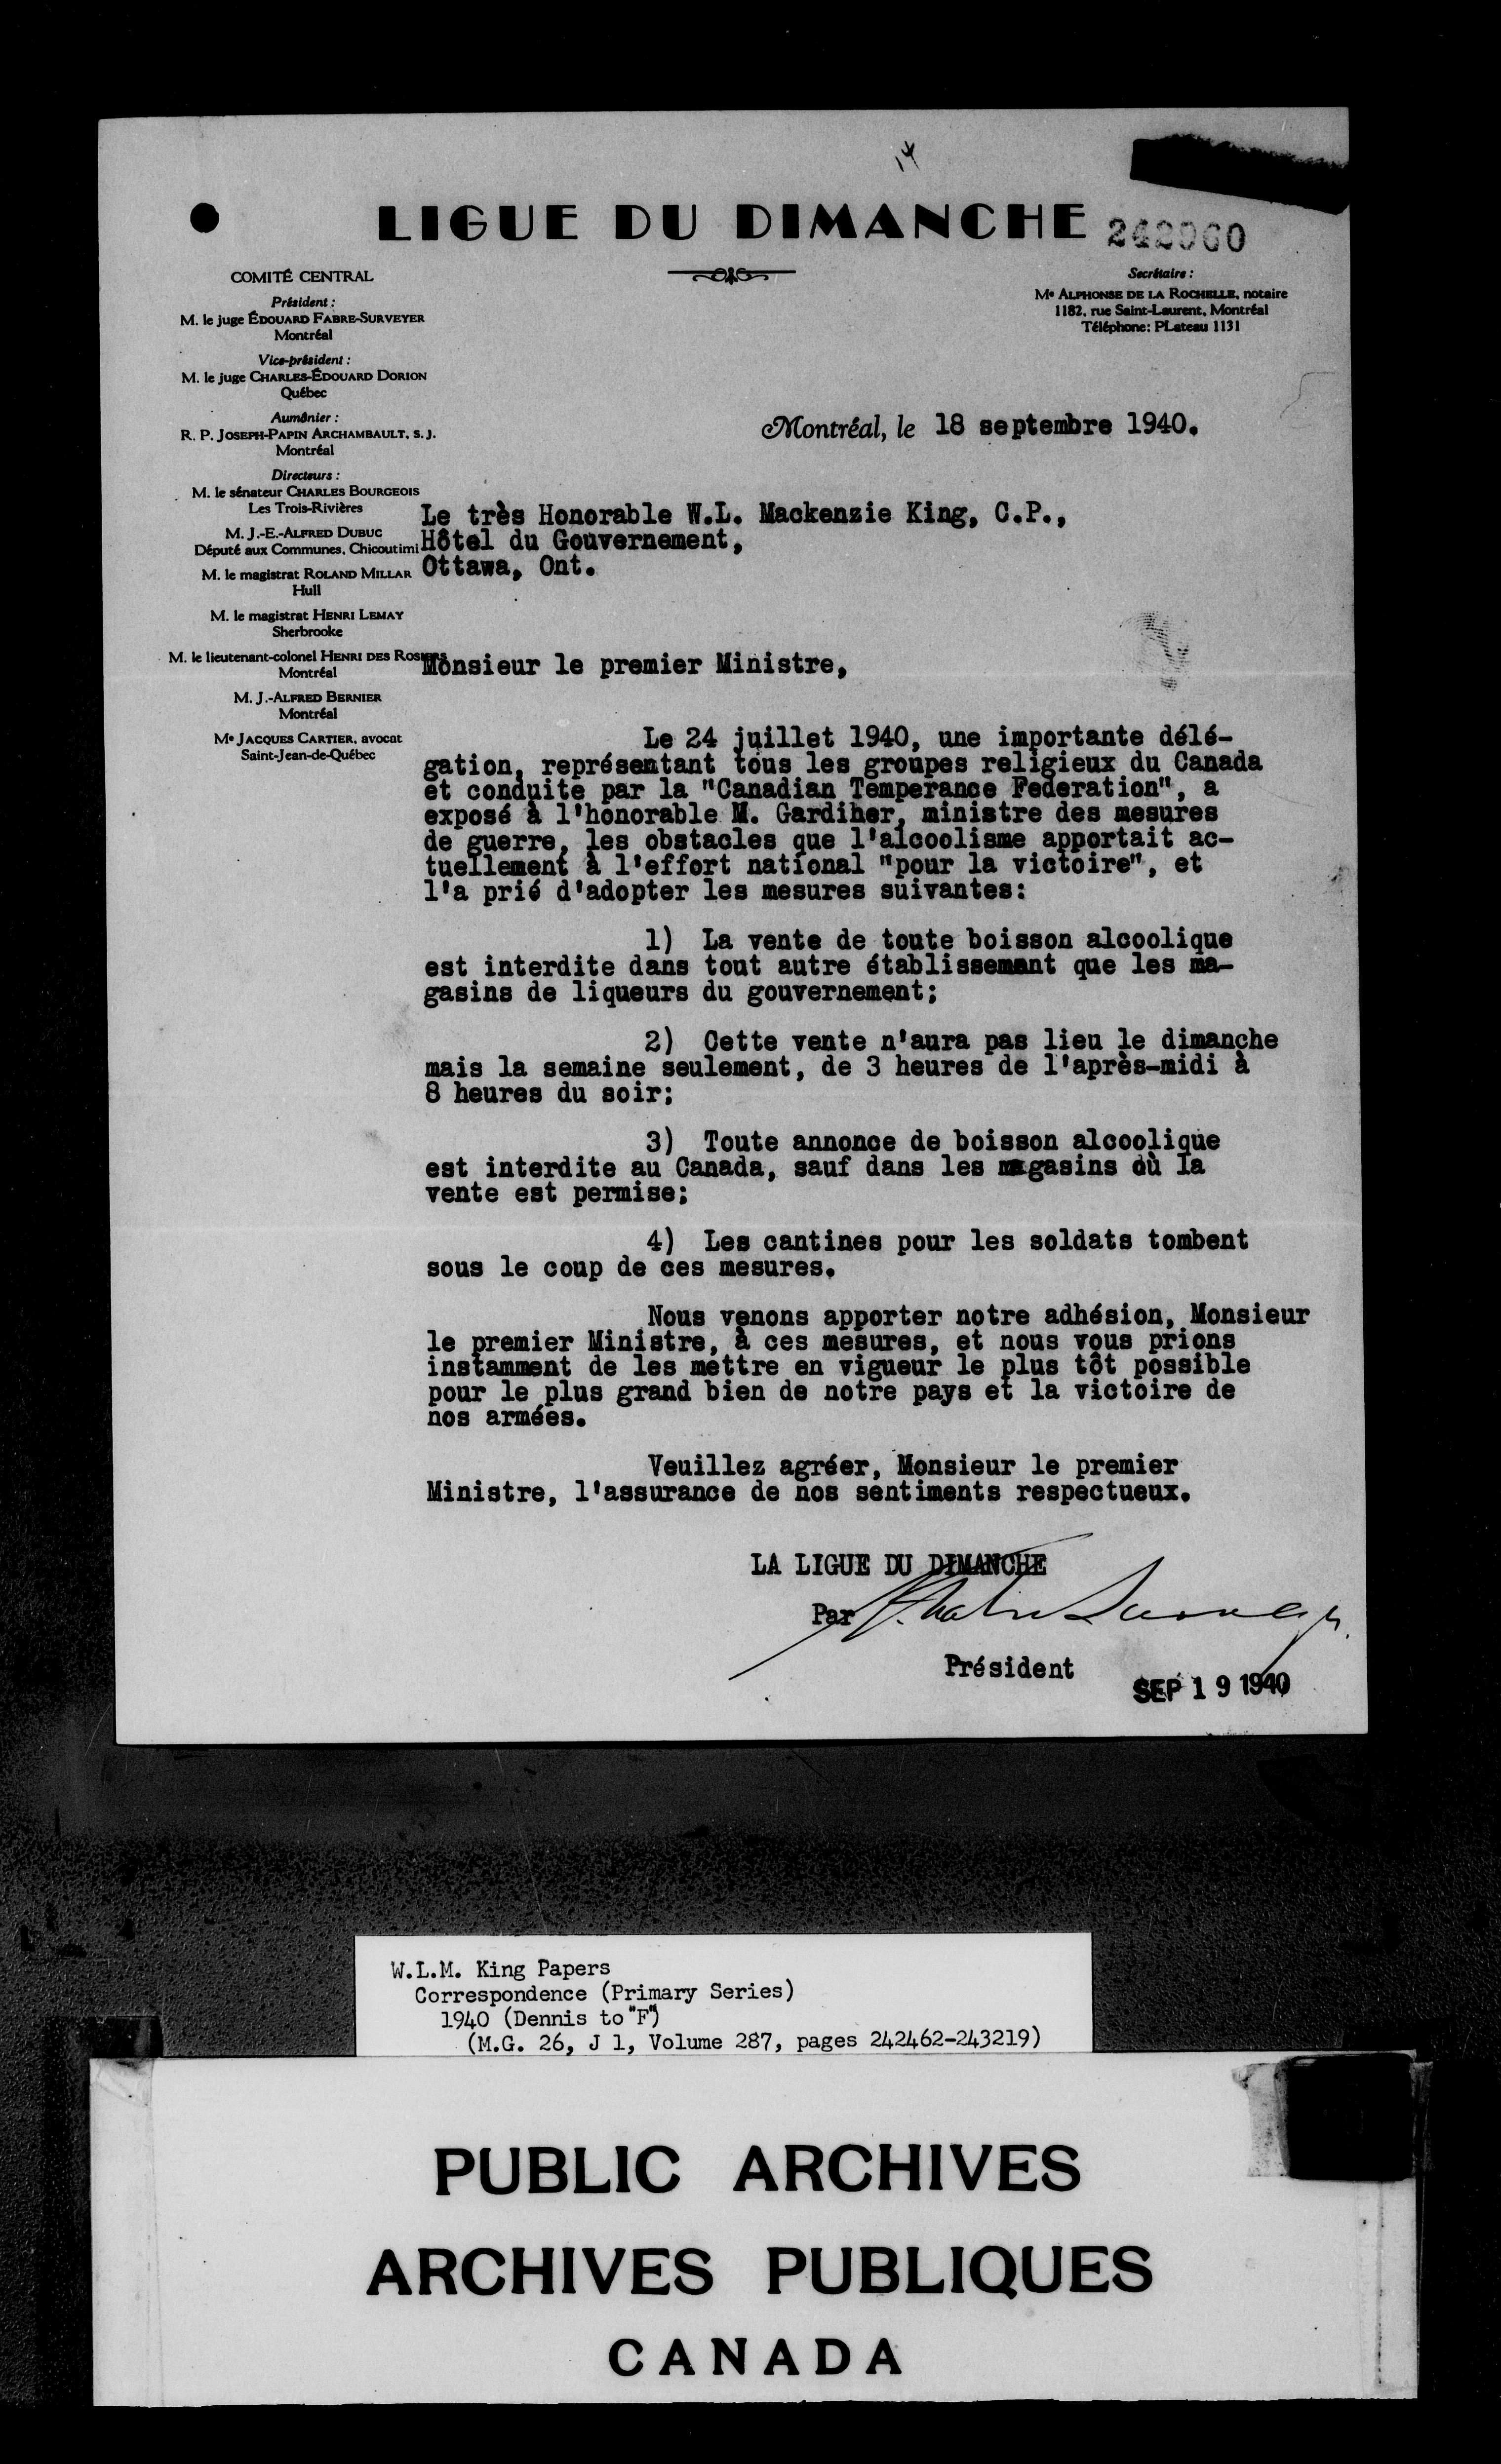 14
LIGUE DU DIMANCHE
COMITÉ CENTRAL
Président :
M. le juge ÉDOUARD FABRE-SURVEYER
Montréal
Vice-président :
M. le juge CHARLES-ÉDOUARD DORION
Québec
Aumônier :
R. P. JOSEPH-PAPIN ARCHAMBAULT, S. J.
Montréal
Directeurs :
M. le sénateur CHARLES BOURGEOIS
Les Trois-Rivières
M. J.-E.-ALFRED DUBUC
Député aux Communes, Chicoutimi
M. le magistrat ROLAND MILLAR
Hull
M. le magistrat HENRI LEMAY
Sherbrooke
M. le lieutenant-colonel HENRI DES ROSIERS
Montréal
M. J.-ALFRED BERNIER
Montréal
Me JACQUES CARTIER, avocat
Saint-Jean-de-Québec
Secrétaire :
Me ALPHONSE DE LA ROCHELLE, notaire
1182, rue Saint-Laurent, Montréal
Téléphone: PLateau 1131
Montréal, le 18 septembre 1940.
Le très Honorable W.L. Mackenzie King, C.P.,
Hôtel du Gouvernement,
Ottawa, Ont.
Monsieur le premier Ministre,
Le 24 juillet 1940, une importante délé-
gation, représentant tous les groupes religieux du Canada
et conduite par la "Canadian Temperance Federation", a
exposé à l'honorable M. Gardiner, ministre des mesures
de guerre, les obstacles que l'alcoolisme apportait ac-
tuellement à l'effort national "pour la victoire", et
l'a prié d'adopter les mesures suivantes:
1) La vente de toute boisson alcoolique
est interdite dans tout autre établissemant que les ma-
gasins de liqueurs du gouvernement;
2) Cette vente n'aura pas lieu le dimanche
mais la semaine seulement, de 3 heures de l'après-midi à
8 heures du soir;
3) Toute annonce de boisson alcoolique
est interdite au Canada, sauf dans les magasins où la
vente est permise;
4) Les cantines pour les soldats tombent
sous le coup de ces mesures.
Nous venons apporter notre adhésion, Monsieur
le premier Ministre, à ces mesures, et nous vous prions
instamment de les mettre en vigueur le plus tôt possible
pour le plus grand bien de notre pays et la victoire de
nos armées.
Veuillez agréer, Monsieur le premier
Ministre, l'assurance de nos sentiments respectueux.
LA LIGUE DU DIMANCHE
Par
Président
SEP 19 1940
W.L.M. King Papers
Correspondence (Primary Series)
1940 (Dennis to "F")
(M.G. 26, J 1, Volume 287, pages 242462-243219)
PUBLIC ARCHIVES
ARCHIVES PUBLIQUES
CANADA